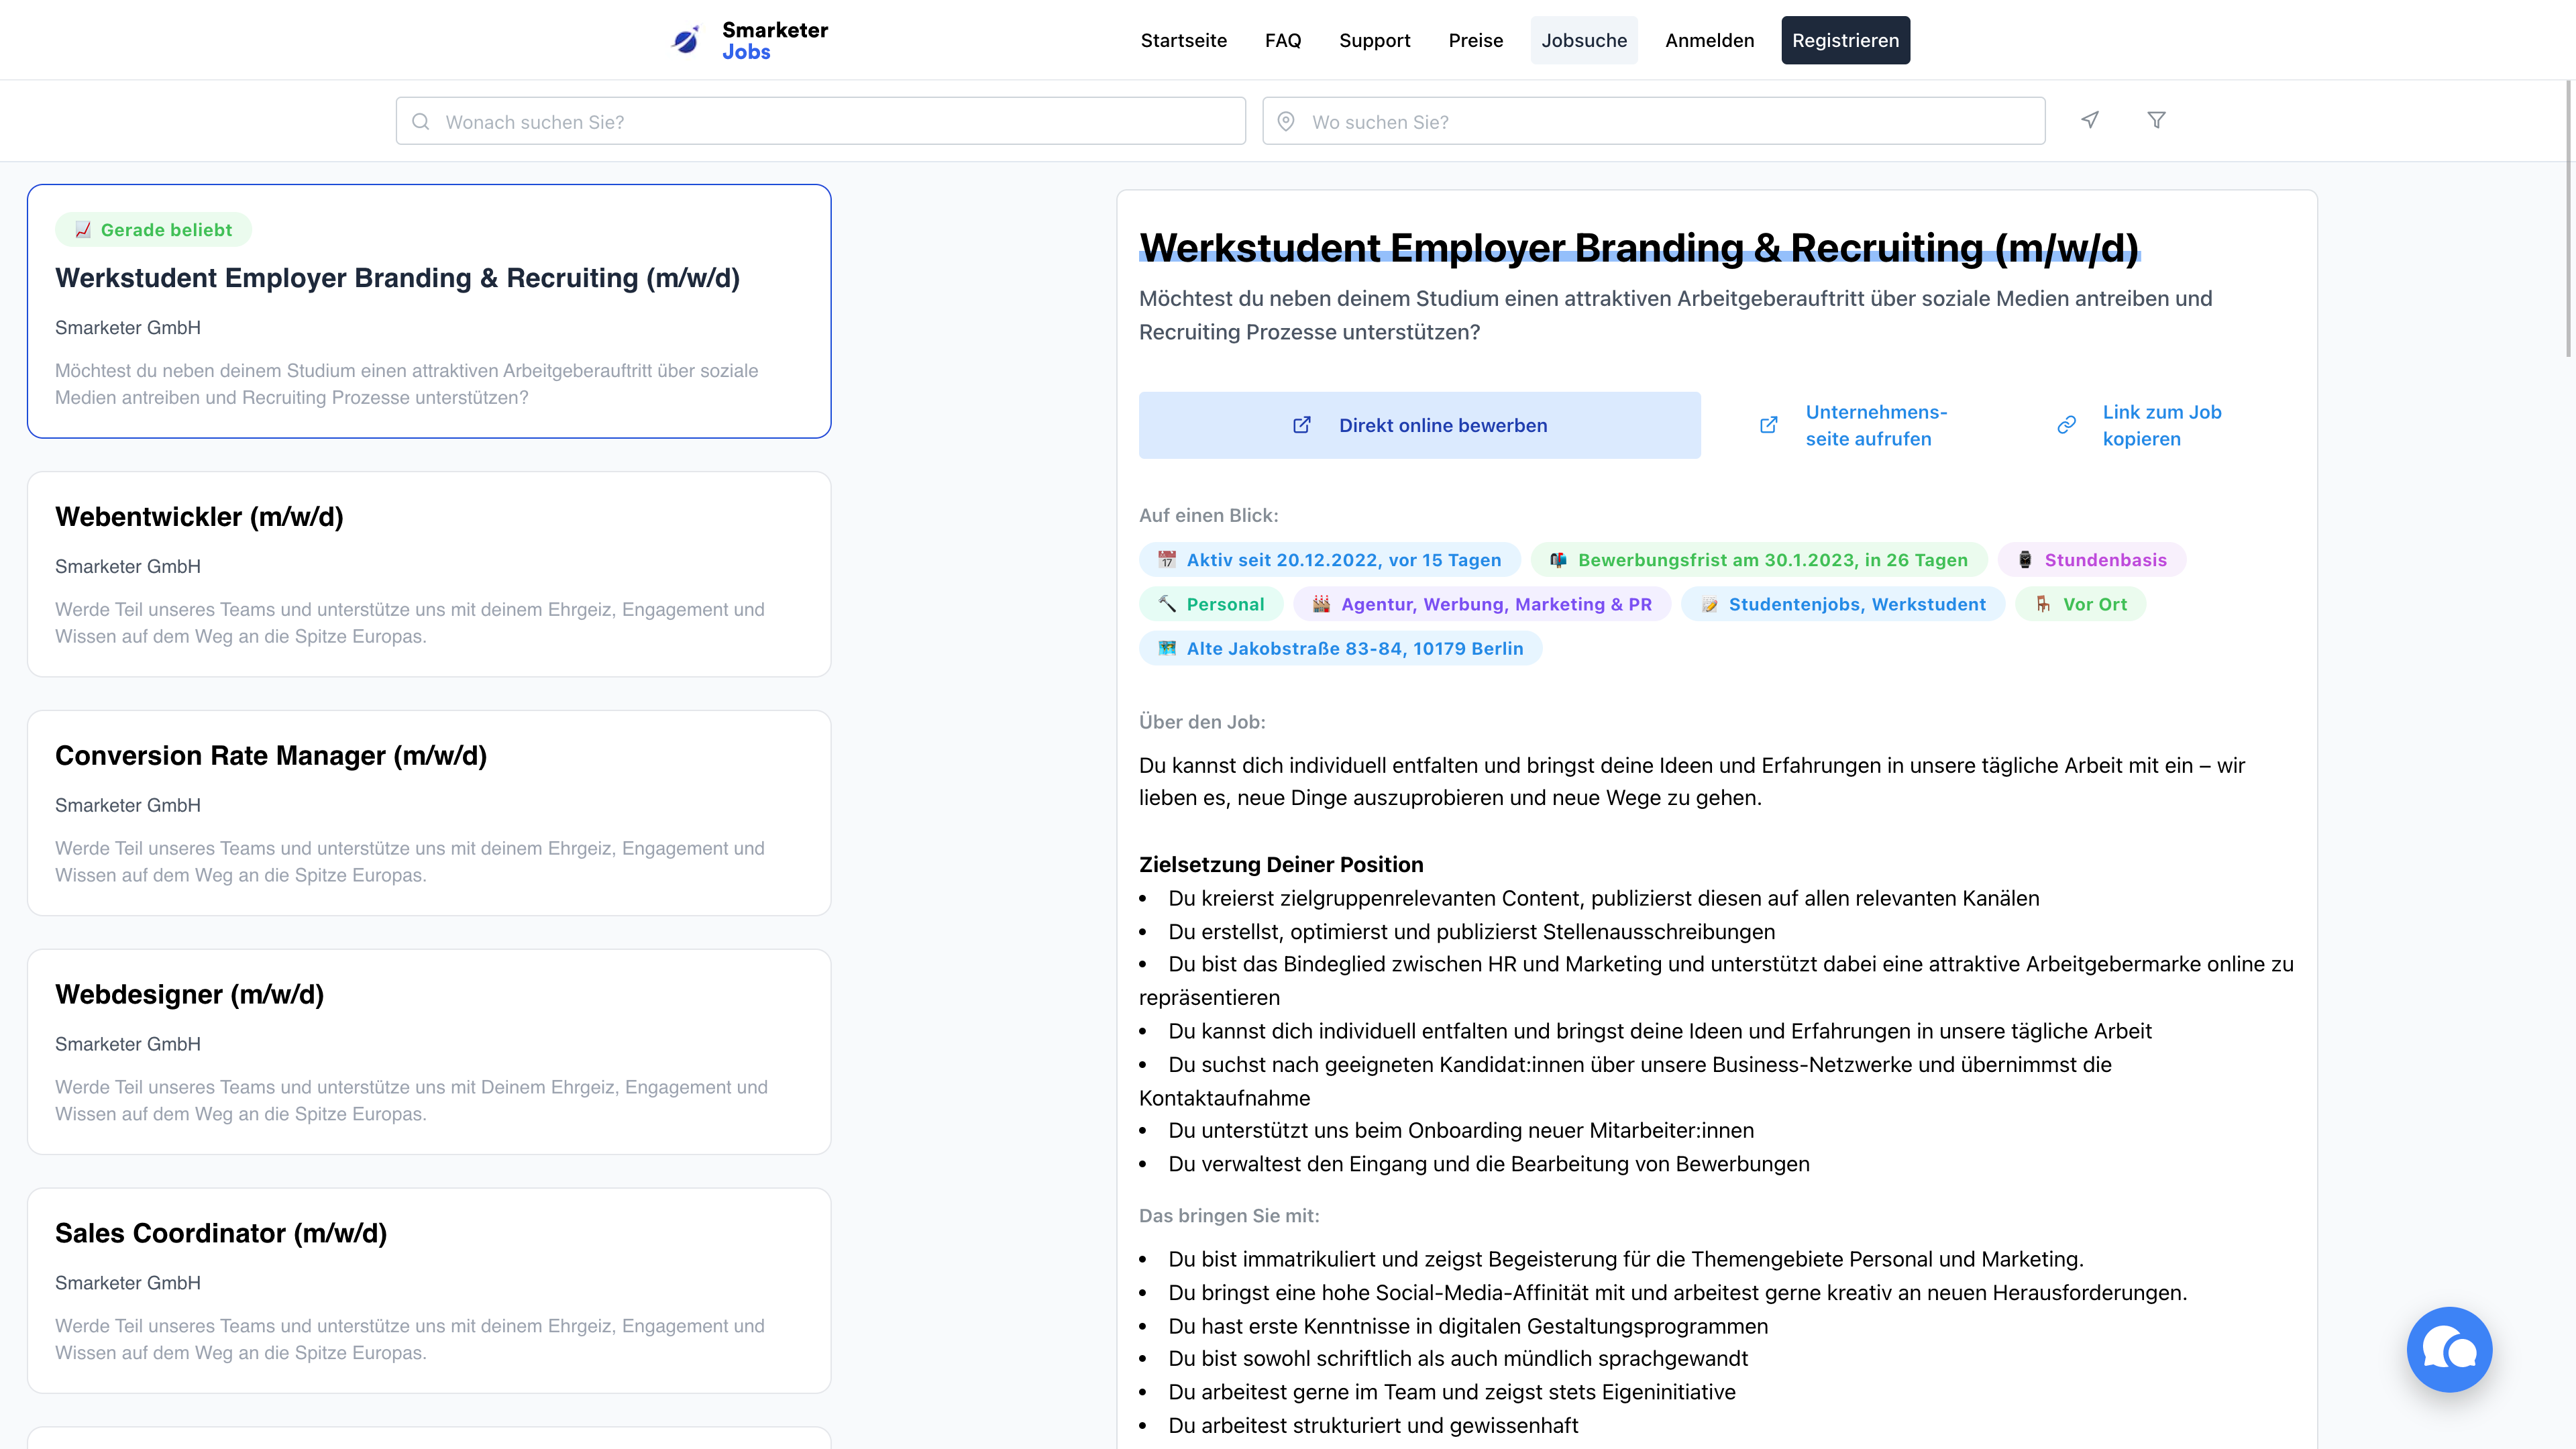 Smarketer
Jobs
Startseite
FAQ
Support
Preise
Jobsuche
Anmelden
Registrieren
Wonach suchen Sie?
Wo suchen Sie?
Gerade beliebt
Werkstudent Employer Branding & Recruiting (m/w/d)
Smarketer GmbH
Möchtest du neben deinem Studium einen attraktiven Arbeitgeberauftritt über soziale
Medien antreiben und Recruiting Prozesse unterstützen?
Webentwickler (m/w/d)
Smarketer GmbH
Werde Teil unseres Teams und unterstütze uns mit deinem Ehrgeiz, Engagement und
Wissen auf dem Weg an die Spitze Europas.
Conversion Rate Manager (m/w/d)
Smarketer GmbH
Werde Teil unseres Teams und unterstütze uns mit deinem Ehrgeiz, Engagement und
Wissen auf dem Weg an die Spitze Europas.
Webdesigner (m/w/d)
Smarketer GmbH
Werde Teil unseres Teams und unterstütze uns mit Deinem Ehrgeiz, Engagement und
Wissen auf dem Weg an die Spitze Europas.
Sales Coordinator (m/w/d)
Smarketer GmbH
Werde Teil unseres Teams und unterstütze uns mit deinem Ehrgeiz, Engagement und
Wissen auf dem Weg an die Spitze Europas.
Werkstudent Employer Branding & Recruiting (m/w/d)
Möchtest du neben deinem Studium einen attraktiven Arbeitgeberauftritt über soziale Medien antreiben und
Recruiting Prozesse unterstützen?
Direkt online bewerben
Unternehmens-
seite aufrufen
Link zum Job
kopieren
Auf einen Blick:
Aktiv seit 20.12.2022, vor 15 Tagen
Bewerbungsfrist am 30.1.2023, in 26 Tagen
Stundenbasis
Personal
Agentur, Werbung, Marketing & PR
Studentenjobs, Werkstudent
Vor Ort
Alte Jakobstraße 83-84, 10179 Berlin
Über den Job:
Du kannst dich individuell entfalten und bringst deine Ideen und Erfahrungen in unsere tägliche Arbeit mit ein – wir
lieben es, neue Dinge auszuprobieren und neue Wege zu gehen.
Zielsetzung Deiner Position
• Du kreierst zielgruppenrelevanten Content, publizierst diesen auf allen relevanten Kanälen
• Du erstellst, optimierst und publizierst Stellenausschreibungen
• Du bist das Bindeglied zwischen HR und Marketing und unterstützt dabei eine attraktive Arbeitgebermarke online zu
repräsentieren
• Du kannst dich individuell entfalten und bringst deine Ideen und Erfahrungen in unsere tägliche Arbeit
• Du suchst nach geeigneten Kandidat:innen über unsere Business-Netzwerke und übernimmst die
Kontaktaufnahme
• Du unterstützt uns beim Onboarding neuer Mitarbeiter:innen
• Du verwaltest den Eingang und die Bearbeitung von Bewerbungen
Das bringen Sie mit:
• Du bist immatrikuliert und zeigst Begeisterung für die Themengebiete Personal und Marketing.
• Du bringst eine hohe Social-Media-Affinität mit und arbeitest gerne kreativ an neuen Herausforderungen.
• Du hast erste Kenntnisse in digitalen Gestaltungsprogrammen
• Du bist sowohl schriftlich als auch mündlich sprachgewandt
• Du arbeitest gerne im Team und zeigst stets Eigeninitiative
• Du arbeitest strukturiert und gewissenhaft